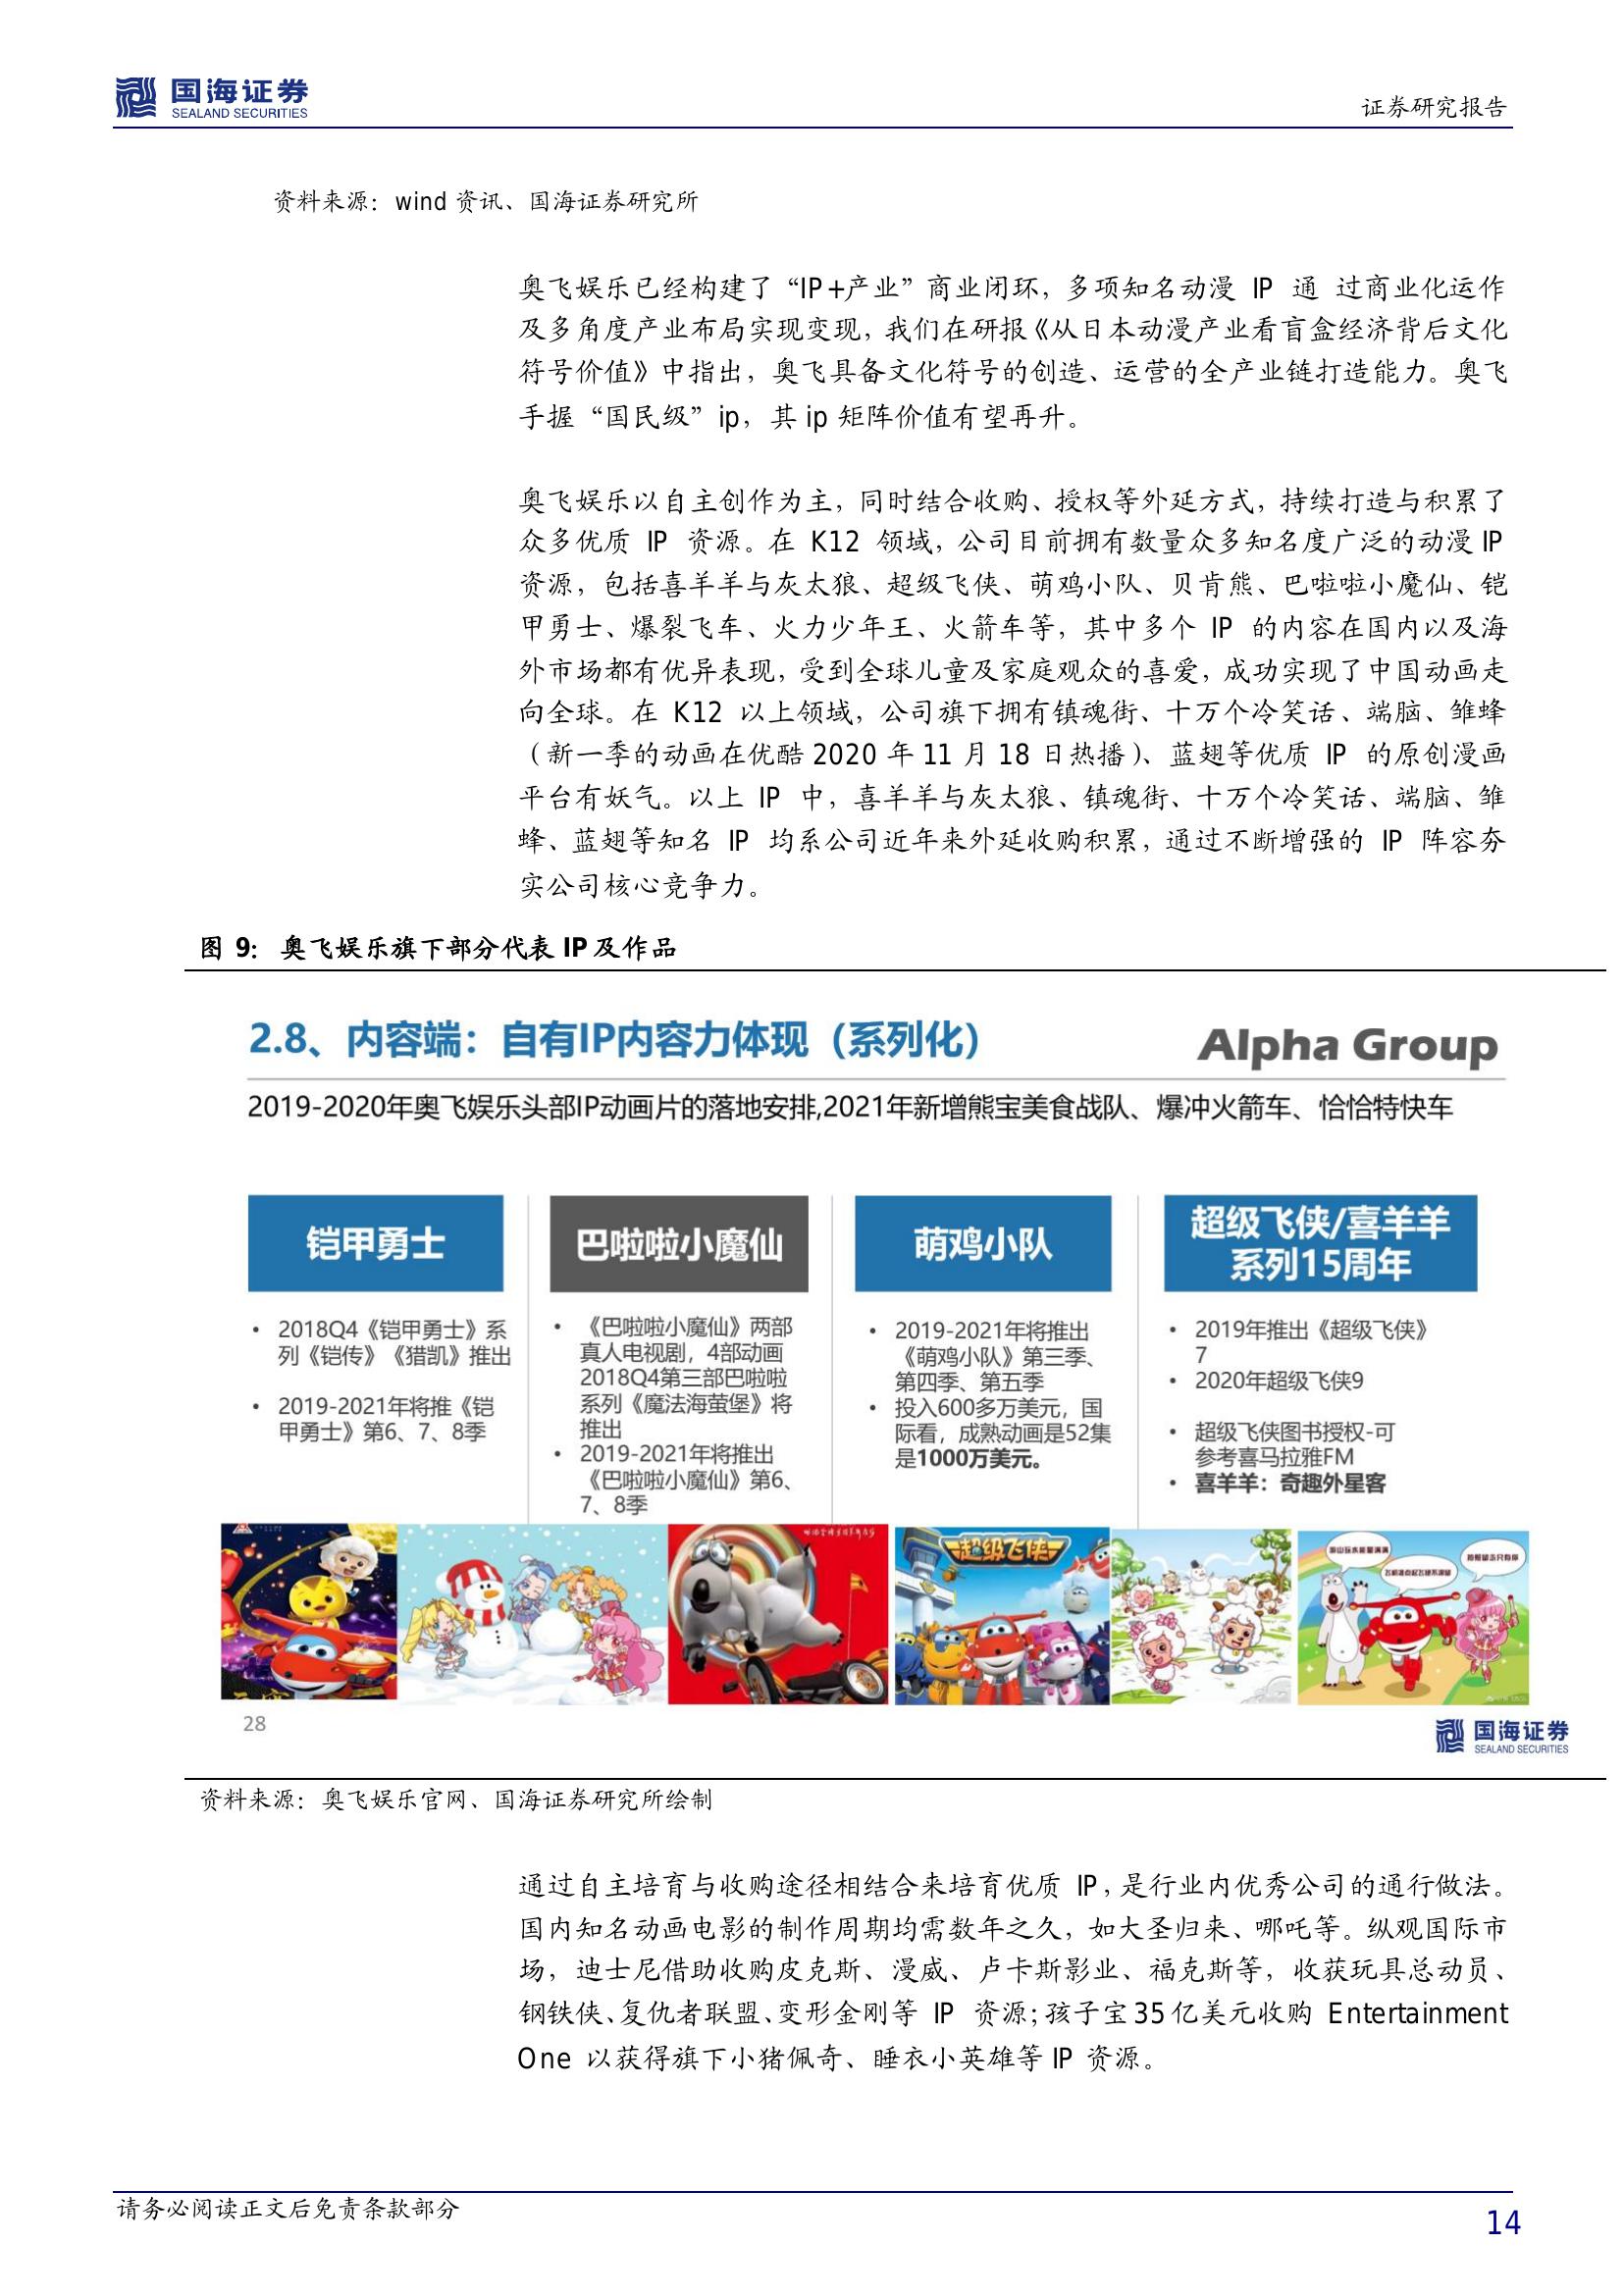 国海证券
SEALAND SECURITIES
证券研究报告
资料来源：wind 资讯、国海证券研究所
奥飞娱乐已经构建了“IP+产业”商业闭环，多项知名动漫 IP 通 过商业化运作
及多角度产业布局实现变现，我们在研报《从日本动漫产业看盲盒经济背后文化
符号价值》中指出，奥飞具备文化符号的创造、运营的全产业链打造能力。奥飞
手握“国民级”ip，其 ip 矩阵价值有望再升。
奥飞娱乐以自主创作为主，同时结合收购、授权等外延方式，持续打造与积累了
众多优质 IP 资源。在 K12 领域，公司目前拥有数量众多知名度广泛的动漫 IP
资源，包括喜羊羊与灰太狼、超级飞侠、萌鸡小队、贝肯熊、巴啦啦小魔仙、铠
甲勇士、爆裂飞车、火力少年王、火箭车等，其中多个 IP 的内容在国内以及海
外市场都有优异表现，受到全球儿童及家庭观众的喜爱，成功实现了中国动画走
向全球。在 K12 以上领域，公司旗下拥有镇魂街、十万个冷笑话、端脑、雏蜂
（新一季的动画在优酷 2020 年 11 月 18 日热播）、蓝翅等优质 IP 的原创漫画
平台有妖气。以上 IP 中，喜羊羊与灰太狼、镇魂街、十万个冷笑话、端脑、雏
蜂、蓝翅等知名 IP 均系公司近年来外延收购积累，通过不断增强的 IP 阵容夯
实公司核心竞争力。
图 9： 奥飞娱乐旗下部分代表 IP 及作品
2.8、内容端：自有IP内容力体现（系列化）
Alpha Group
2019-2020年奥飞娱乐头部IP动画片的落地安排,2021年新增熊宝美食战队、爆冲火箭车、恰恰特快车
铠甲勇士
• 2018Q4《铠甲勇士》系
列《铠传》《猎凯》推出
• 2019-2021年将推《铠
甲勇士》第6、7、8季
巴啦啦小魔仙
• 《巴啦啦小魔仙》两部
真人电视剧，4部动画
2018Q4第三部巴啦啦
系列《魔法海萤堡》将
推出
• 2019-2021年将推出
《巴啦啦小魔仙》第6、
7、8季
萌鸡小队
• 2019-2021年将推出
《萌鸡小队》第三季、
第四季、第五季
• 投入600多万美元，国
际看，成熟动画是52集
是1000万美元。
超级飞侠/喜羊羊
系列15周年
• 2019年推出《超级飞侠》
7
• 2020年超级飞侠9
• 超级飞侠图书授权-可
参考喜马拉雅FM
• 喜羊羊：奇趣外星客
超级飞侠
28
国海证券
SEALAND SECURITIES
资料来源：奥飞娱乐官网、国海证券研究所绘制
通过自主培育与收购途径相结合来培育优质 IP，是行业内优秀公司的通行做法。
国内知名动画电影的制作周期均需数年之久，如大圣归来、哪吒等。纵观国际市
场，迪士尼借助收购皮克斯、漫威、卢卡斯影业、福克斯等，收获玩具总动员、
钢铁侠、复仇者联盟、变形金刚等 IP 资源；孩子宝 35 亿美元收购 Entertainment
One 以获得旗下小猪佩奇、睡衣小英雄等 IP 资源。
请务必阅读正文后免责条款部分
14